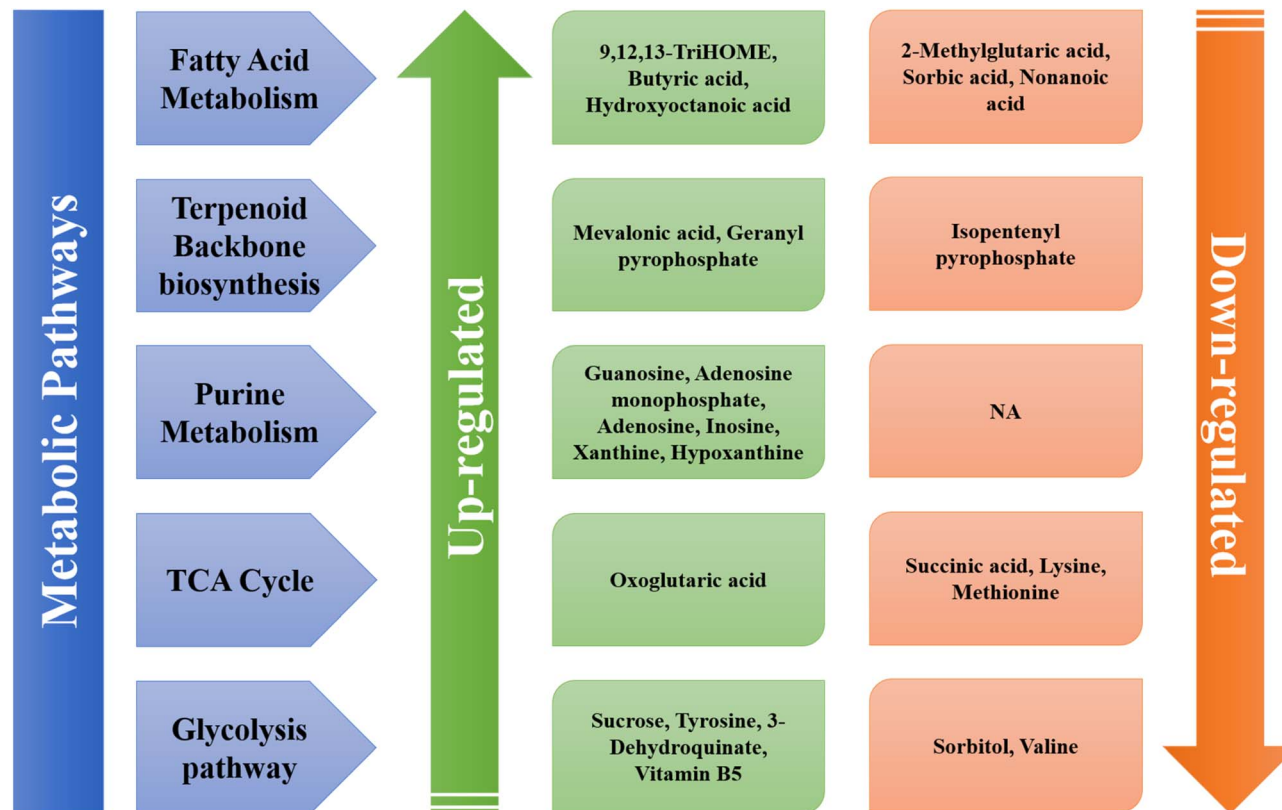 Metabolic Pathways
Fatty Acid
Metabolism
Up-regulated
9,12,13-TriHOME,
Butyric acid,
Hydroxyoctanoic acid
2-Methylglutaric acid,
Sorbic acid, Nonanoic
acid
Down-regulated
Terpenoid
Backbone
biosynthesis
Mevalonic acid, Geranyl
pyrophosphate
Isopentenyl
pyrophosphate
Purine
Metabolism
Guanosine, Adenosine
monophosphate,
Adenosine, Inosine,
Xanthine, Hypoxanthine
NA
TCA Cycle
Oxoglutaric acid
Succinic acid, Lysine,
Methionine
Glycolysis
pathway
Sucrose, Tyrosine, 3-
Dehydroquinate,
Vitamin B5
Sorbitol, Valine